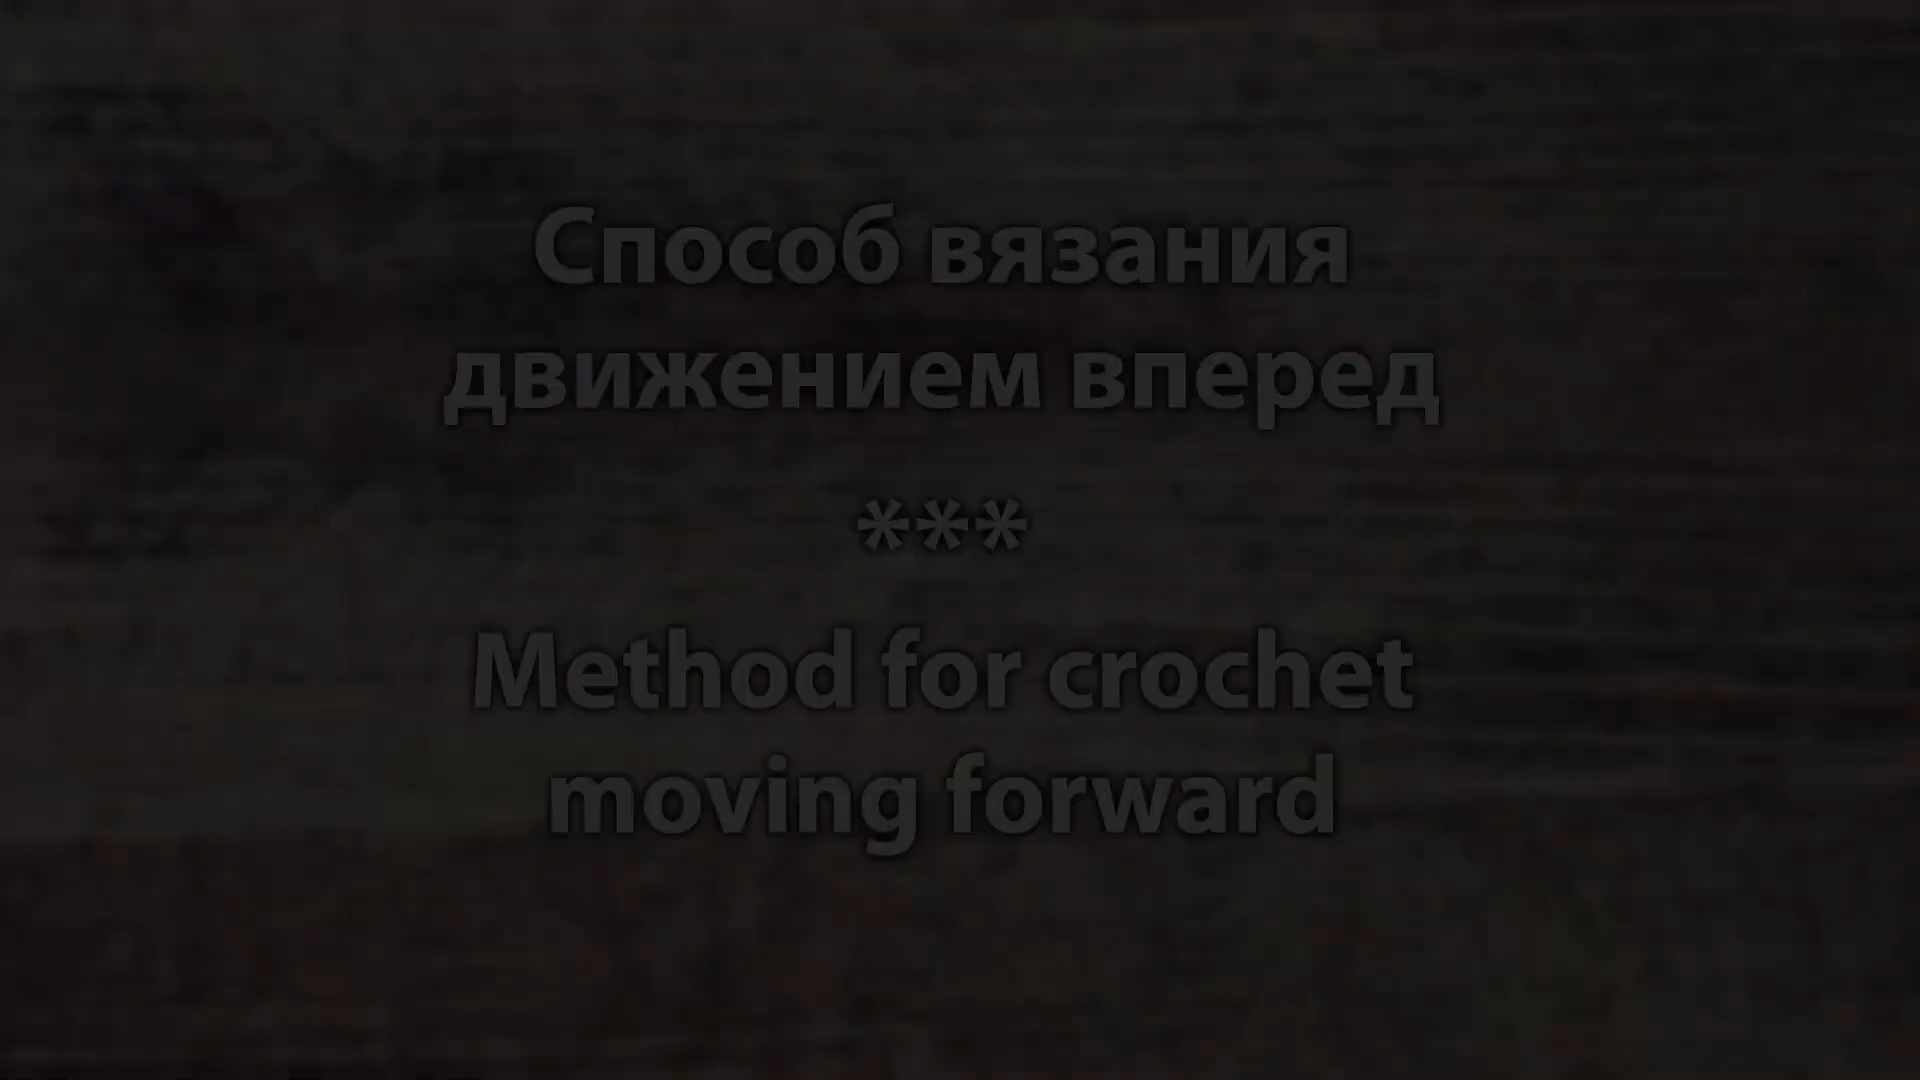 Способ вязания
движением вперед
***
Method for crochet
moving forward